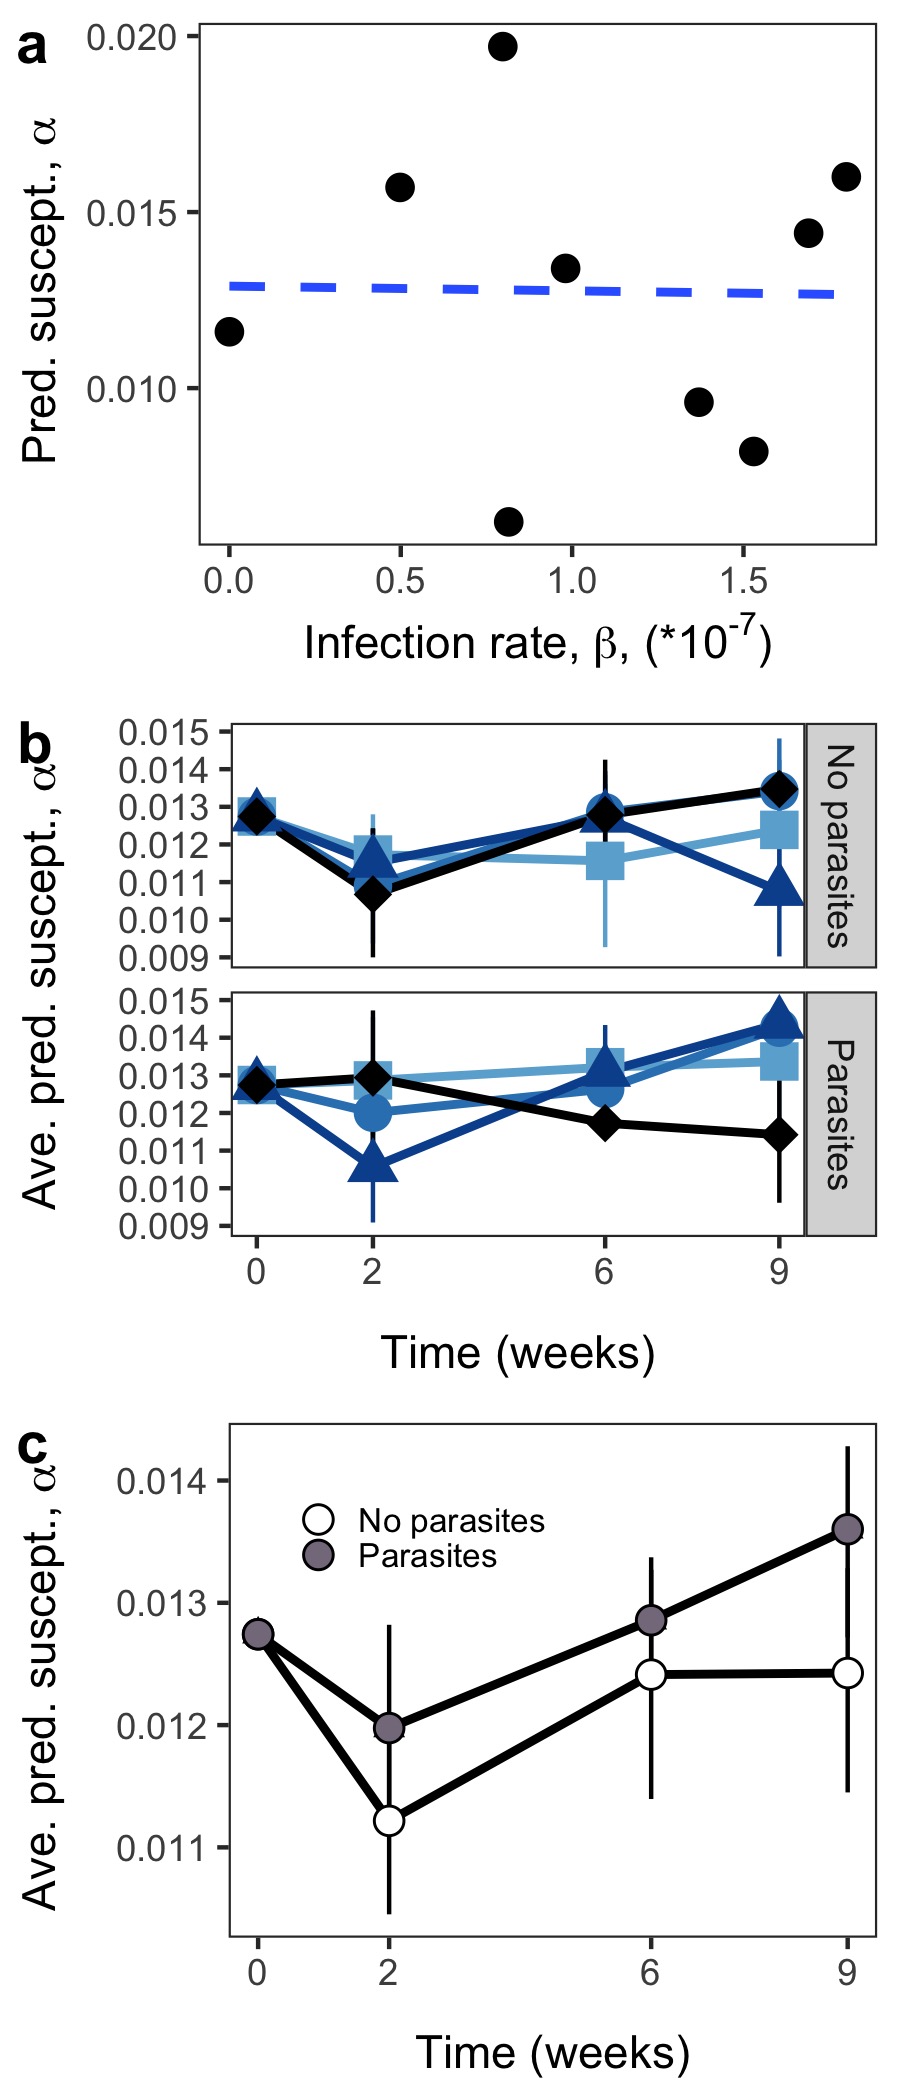 a
Pred. suscept., α
0.020
0.015
0.010
0.0 0.5 1.0 1.5
Infection rate, β, (*10⁻⁷)
b
Ave. pred. suscept., α
0.015
0.014
0.013
0.012
0.011
0.010
0.009
No parasites
0.015
0.014
0.013
0.012
0.011
0.010
0.009
Parasites
0 2 6 9
Time (weeks)
c
Ave. pred. suscept., α
0.014
0.013
0.012
0.011
No parasites
Parasites
0 2 6 9
Time (weeks)